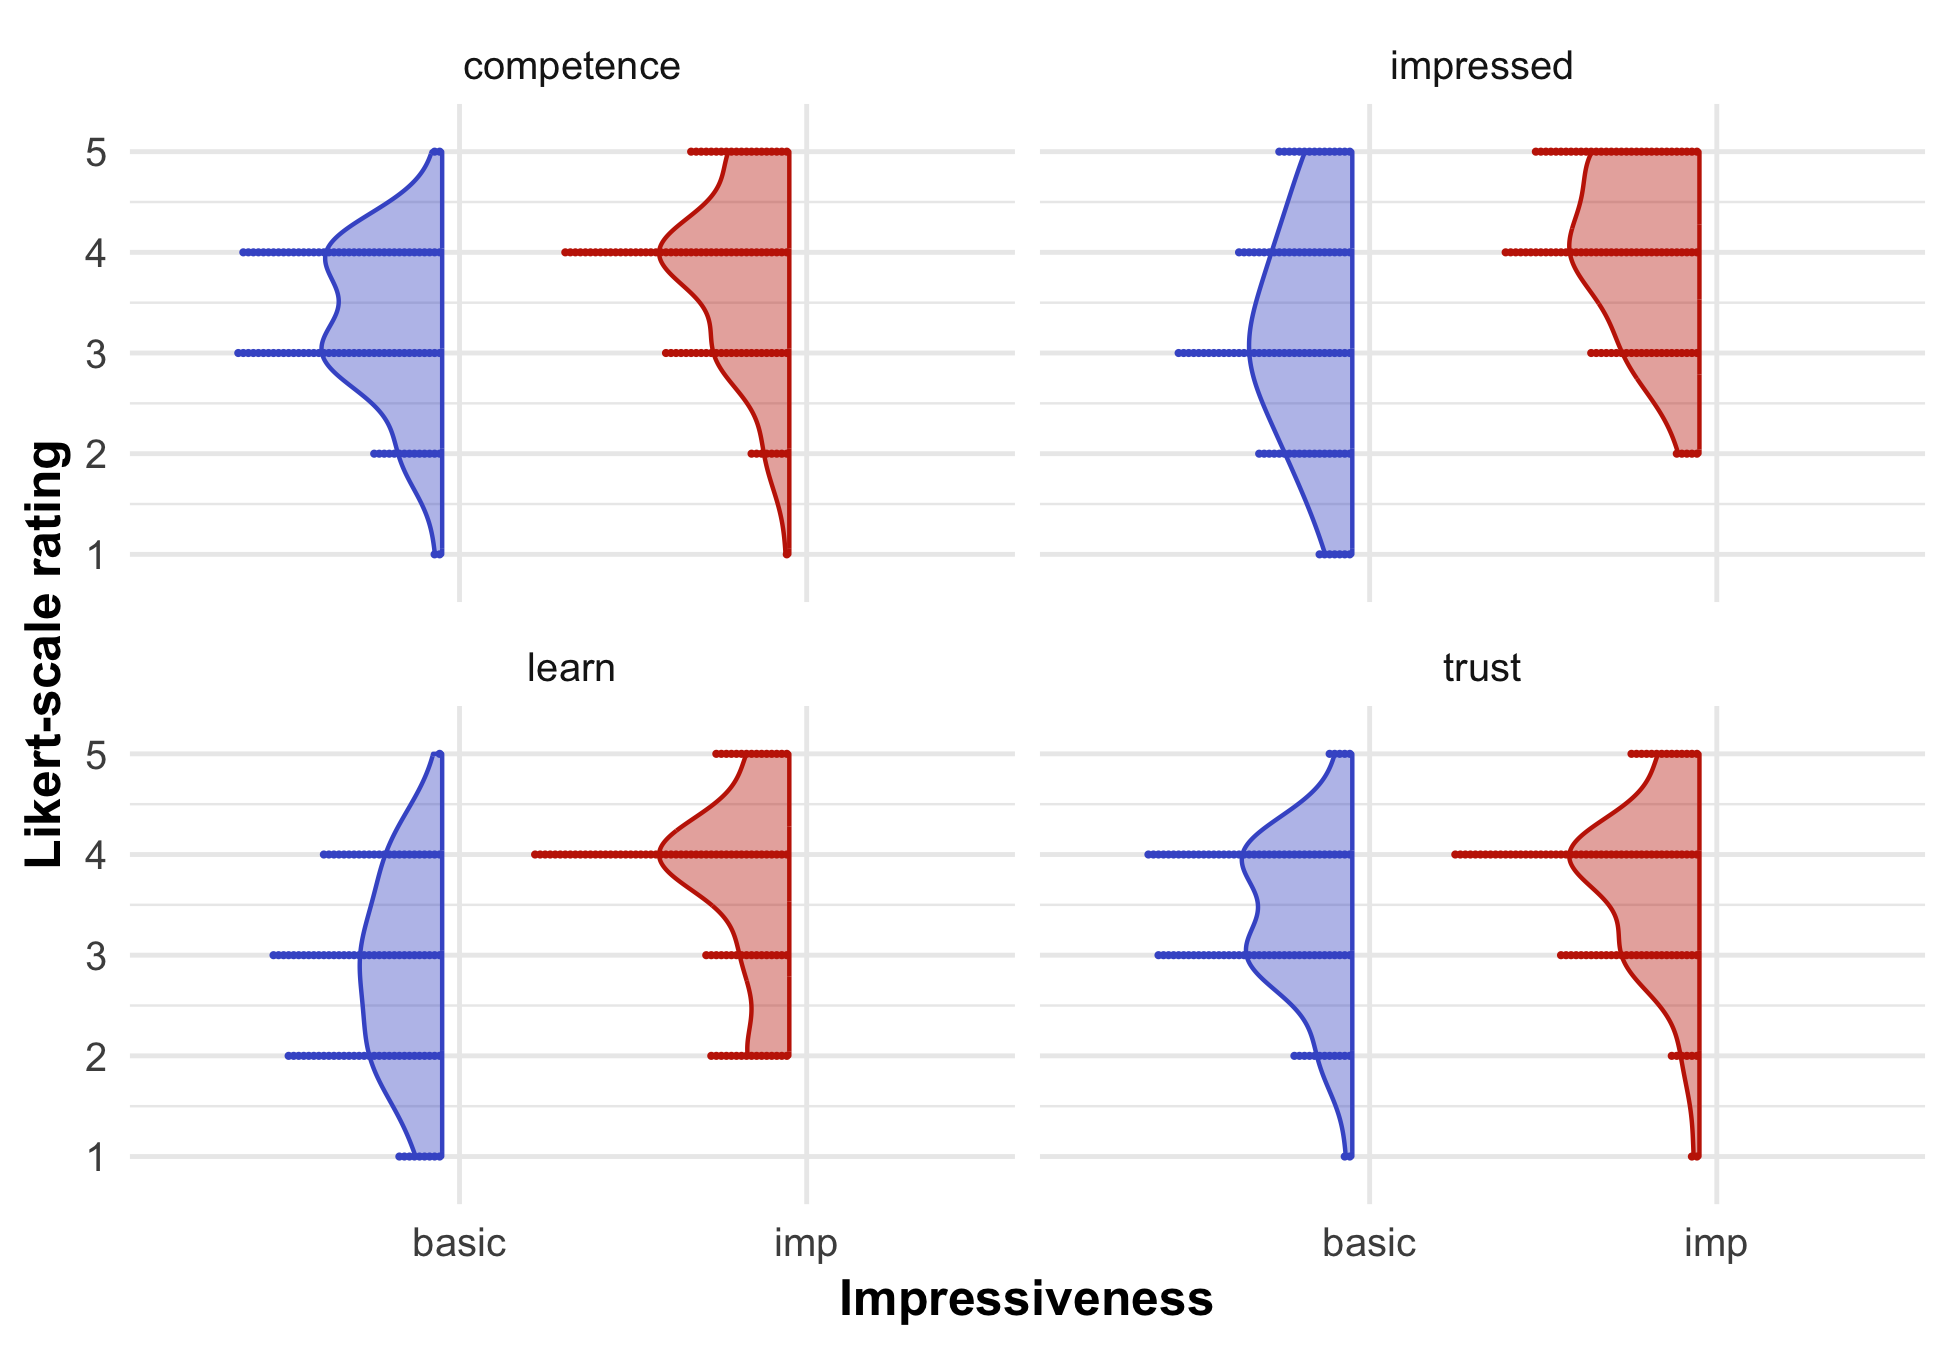 competence
impressed
5
4
3
2
1
learn
trust
5
4
3
2
1
basic
imp
basic
imp
Impressiveness
Likert-scale rating